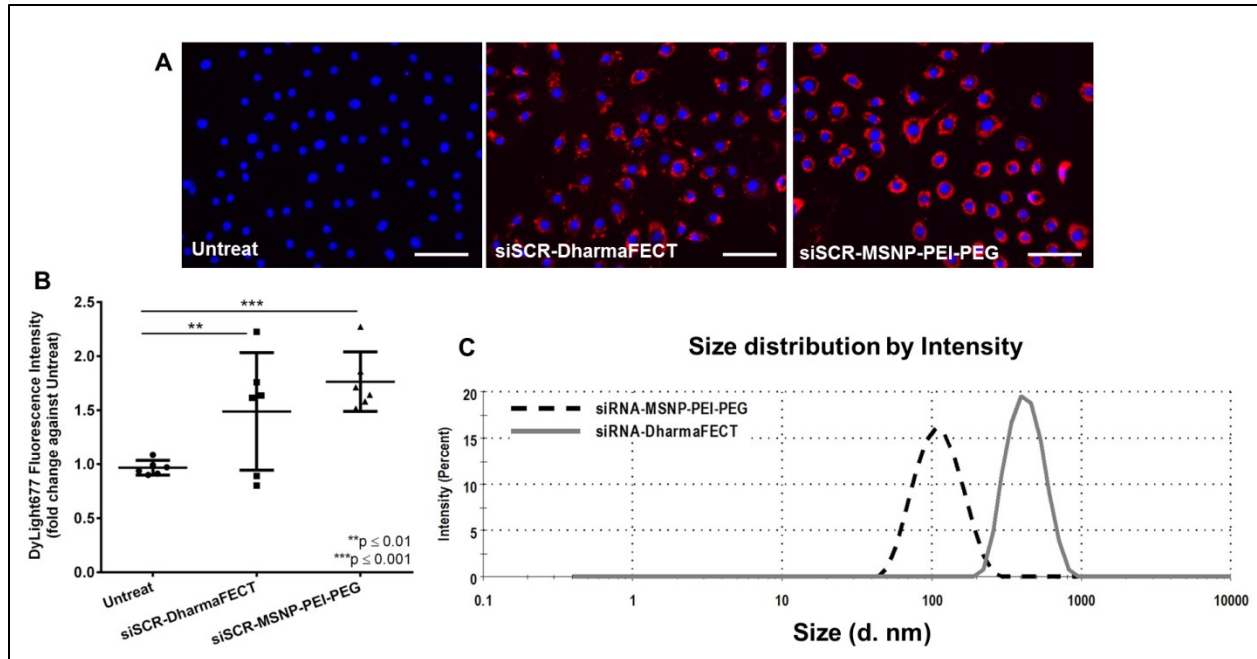 A
Untreat
siSCR-DharmaFECT
siSCR-MSNP-PEI-PEG
B
DyLight677 Fluorescence Intensity
(fold change against Untreat)
2.5
2.0
1.5
1.0
0.5
0.0
***
**
**p ≤ 0.01
***p ≤ 0.001
Untreat
siSCR-DharmaFECT
siSCR-MSNP-PEI-PEG
C
Size distribution by Intensity
siRNA-MSNP-PEI-PEG
siRNA-DharmaFECT
Intensity (Percent)
20
15
10
5
0
0.1 1 10 100 1000 10000
Size (d. nm)